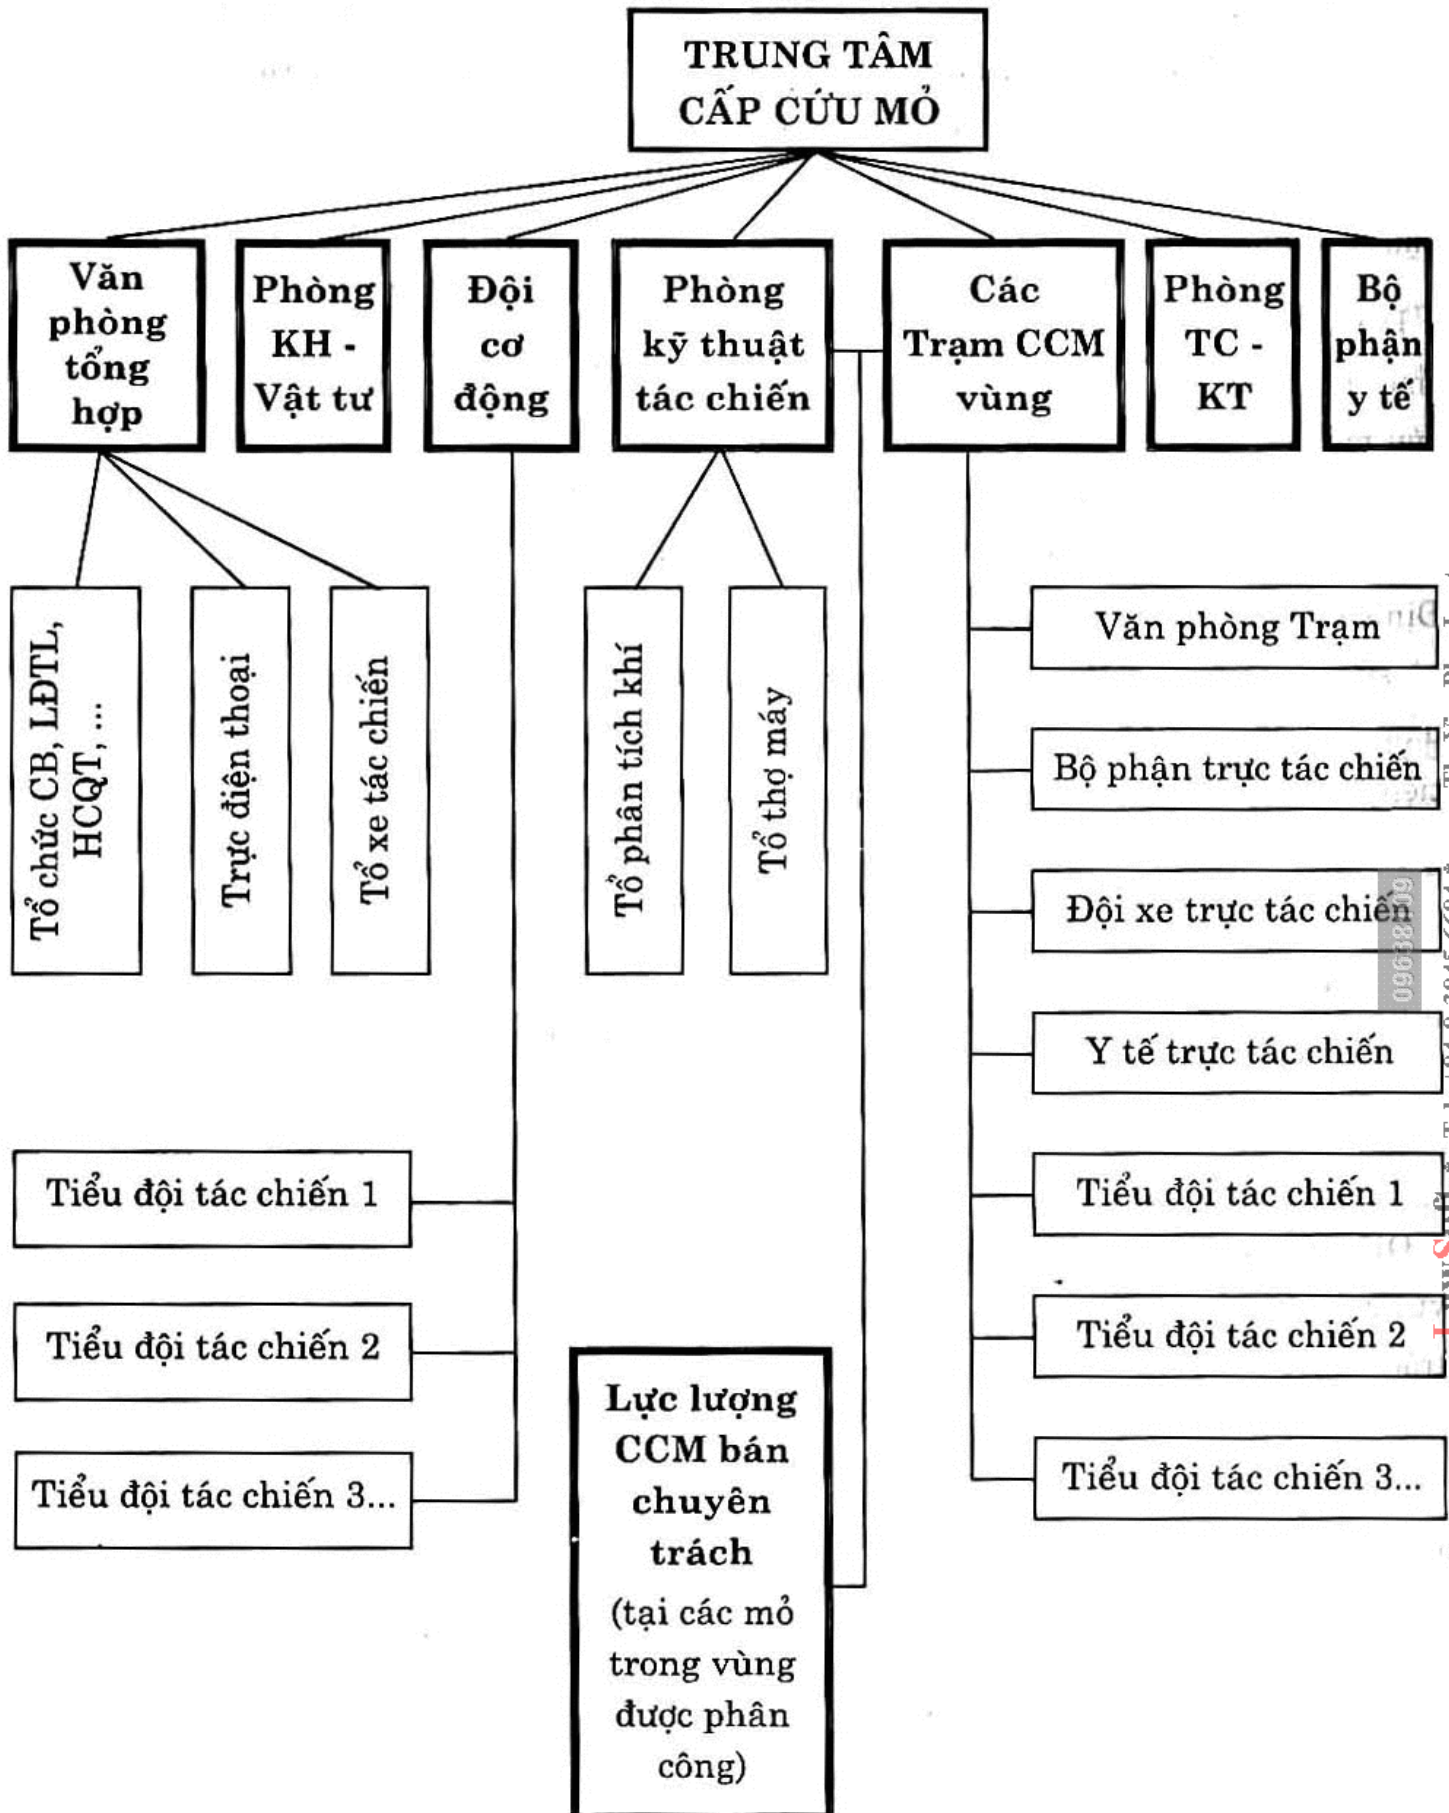 TRUNG TÂM
CẤP CỨU MỎ
Văn
phòng
tổng
hợp
Phòng
KH -
Vật tư
Đội
cơ
động
Phòng
kỹ thuật
tác chiến
Các
Trạm CCM
vùng
Phòng
TC -
KT
Bộ
phận
y tế
Tổ chức CB, LĐTL,
HCQT, ...
Trực điện thoại
Tổ xe tác chiến
Tổ phân tích khí
Tổ thợ máy
Văn phòng Trạm
Bộ phận trực tác chiến
Đội xe trực tác chiến
Y tế trực tác chiến
Tiểu đội tác chiến 1
Tiểu đội tác chiến 2
Tiểu đội tác chiến 3...
Tiểu đội tác chiến 1
Tiểu đội tác chiến 2
Tiểu đội tác chiến 3...
Lực lượng
CCM bán
chuyên
trách
(tại các mỏ
trong vùng
được phân
công)